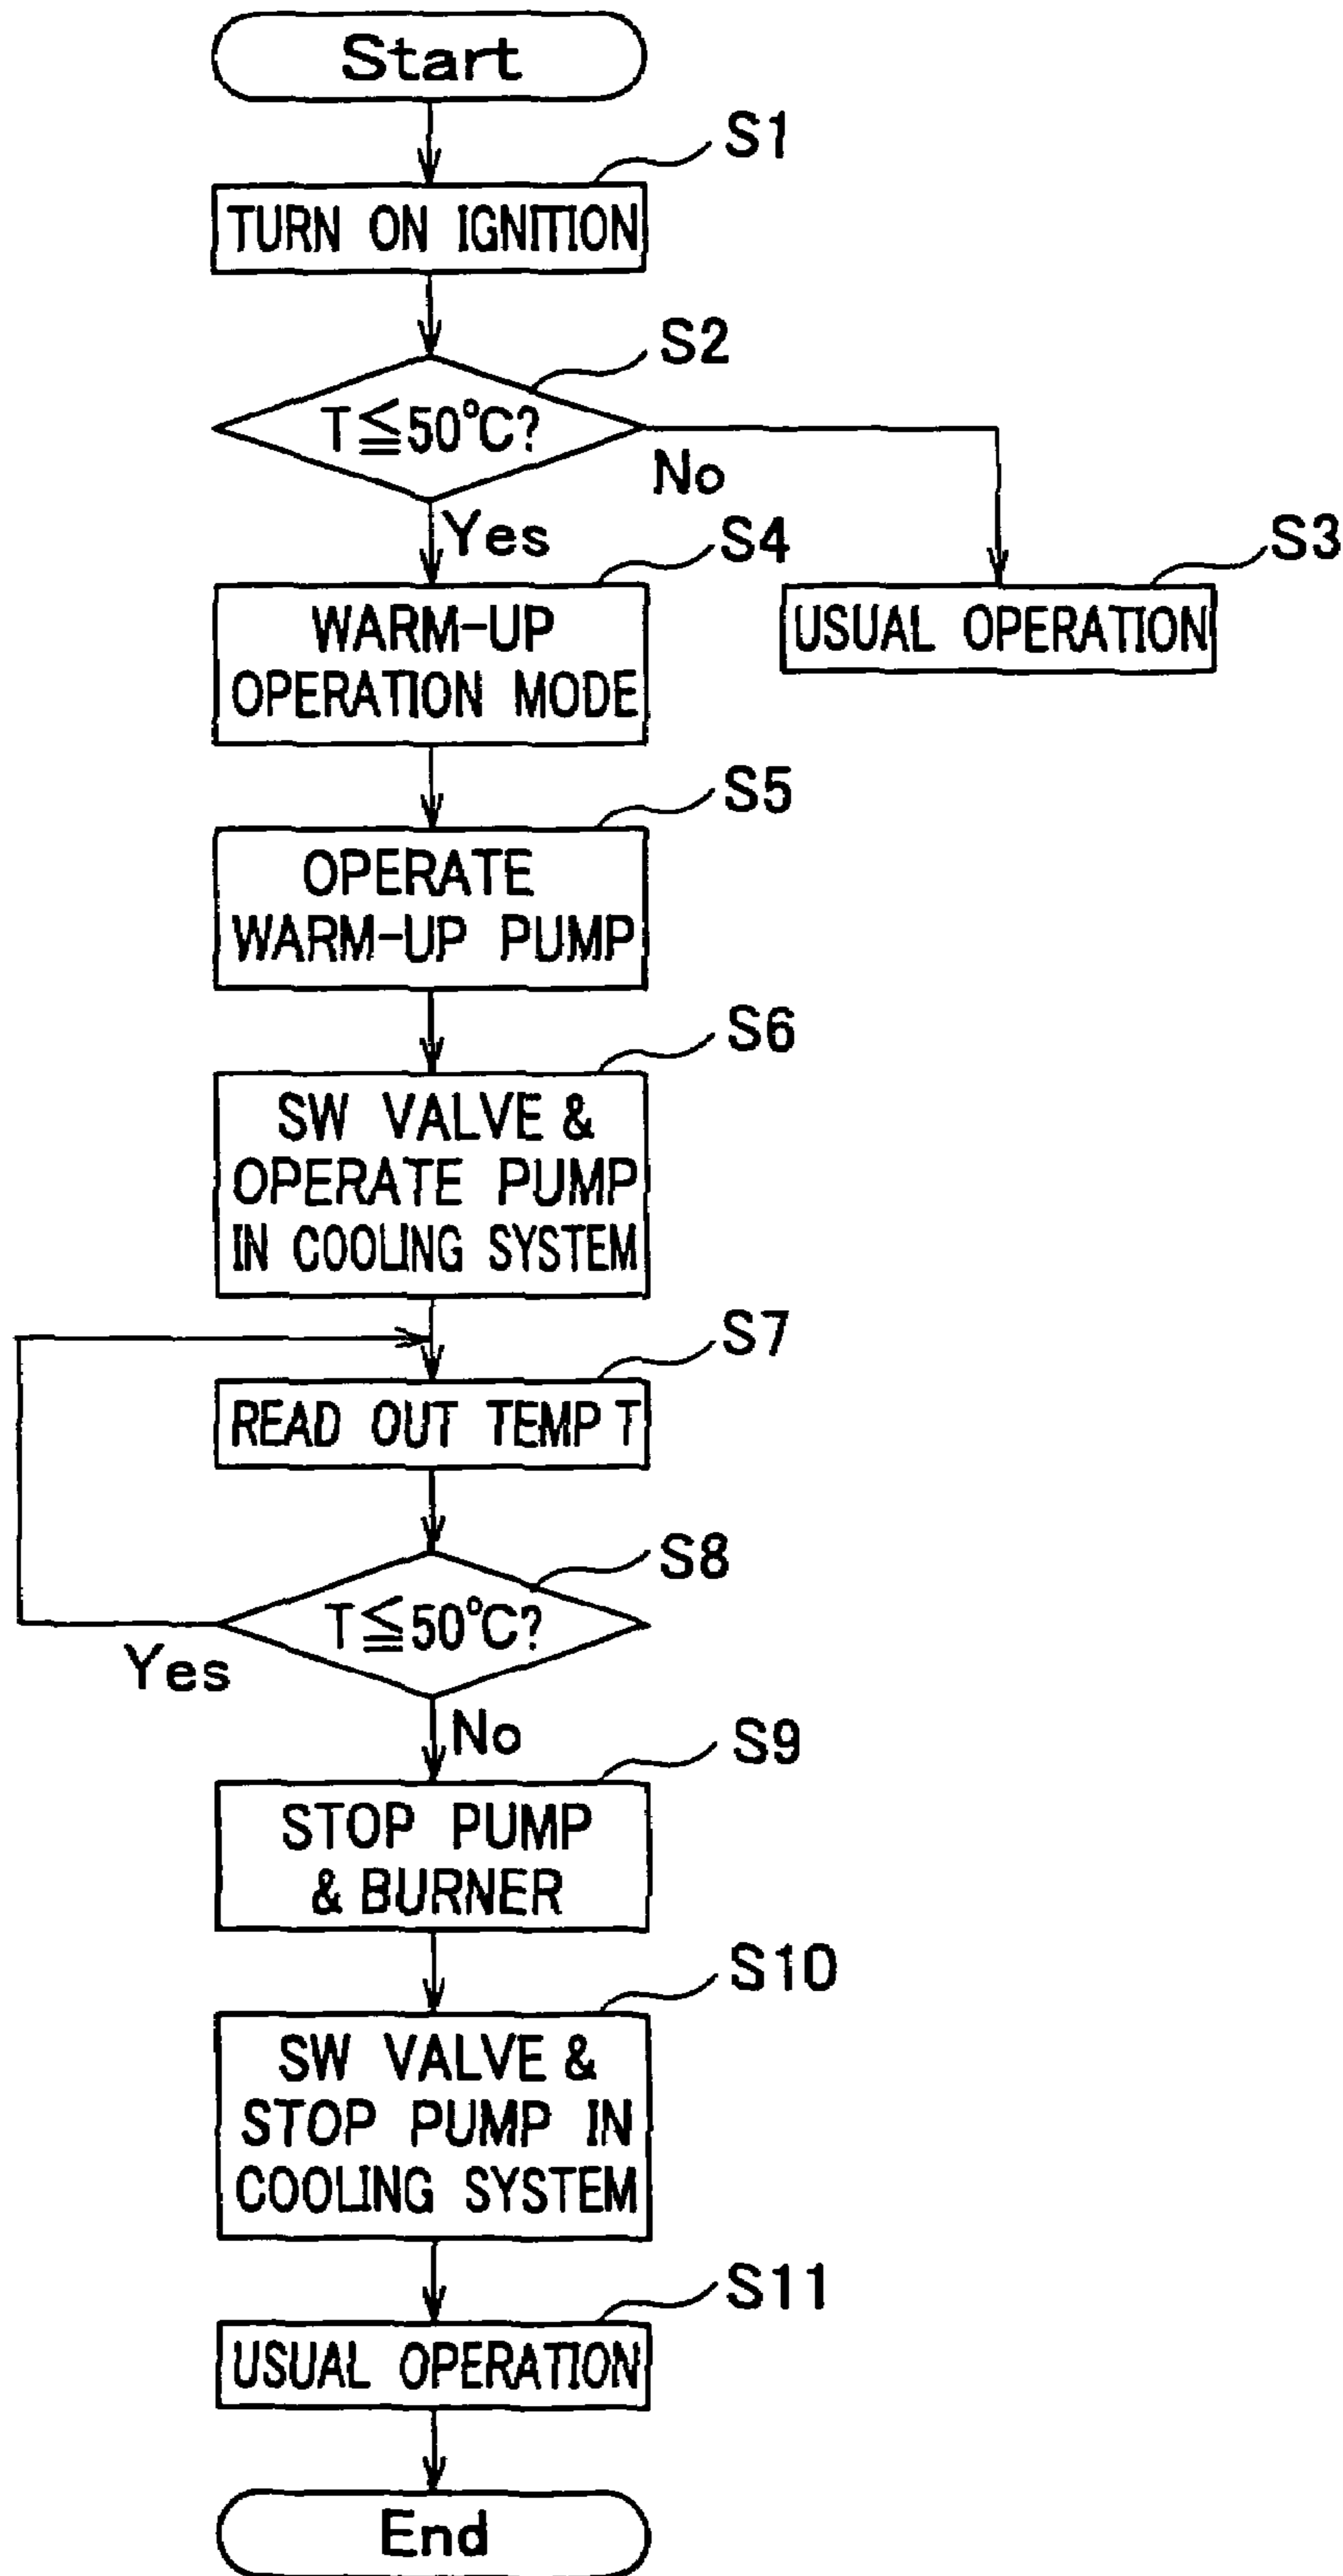 Start
S1
TURN ON IGNITION
S2
T≦50°C?
No
Yes
S4
S3
WARM-UP
OPERATION MODE
USUAL OPERATION
S5
OPERATE
WARM-UP PUMP
S6
SW VALVE &
OPERATE PUMP
IN COOLING SYSTEM
S7
READ OUT TEMP T
S8
T≦50°C?
Yes
No
S9
STOP PUMP
& BURNER
S10
SW VALVE &
STOP PUMP IN
COOLING SYSTEM
S11
USUAL OPERATION
End